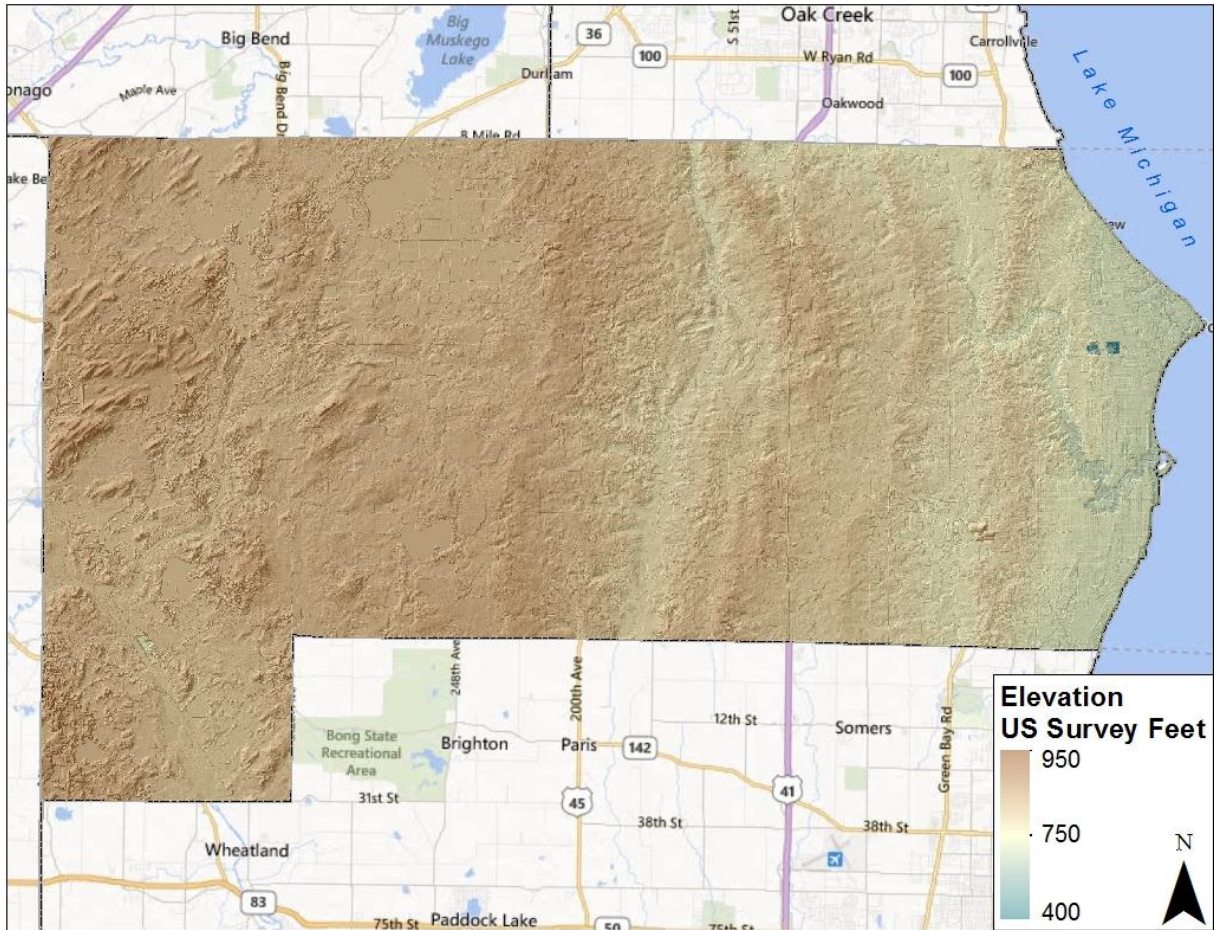 Oak Creek
S 51st
Big Bend
Big
Muskego
Lake
36
100
W Ryan Rd
Carrollville
100
Durham
Oakwood
onago
Maple Ave
Big Bend Dr
8 Mile Rd
Lake Michigan
ake Be
ew
248th Ave
200th Ave
12th St
Somers
Green Bay Rd
Bong State
Recreational
Area
Brighton
Paris
142
31st St
45
41
38th St
38th St
Wheatland
83
75th St
Paddock Lake
50
75th St
Elevation
US Survey Feet
950
750
400
N